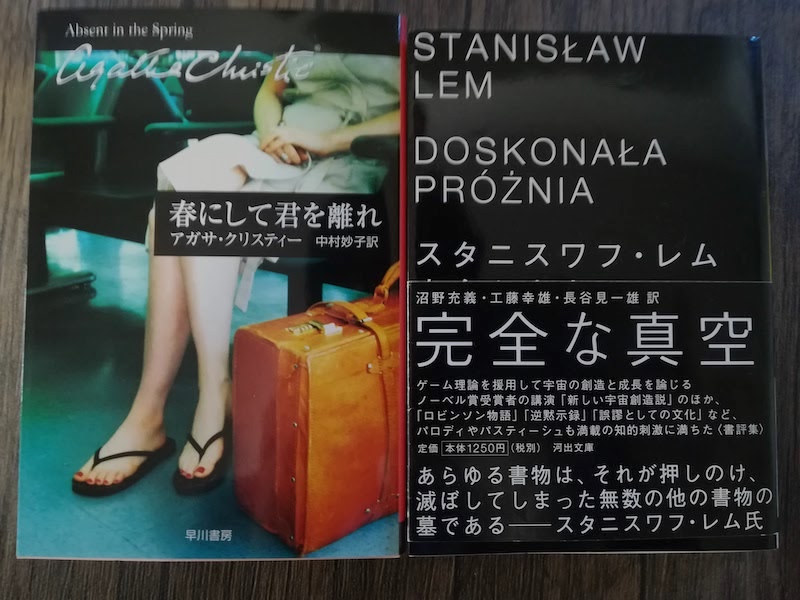 Absent in the Spring
Agatha Christie
春にして君を離れ
アガサ・クリスティー　中村妙子訳
早川書房
STANISŁAW
LEM
DOSKONAŁA
PRÓŻNIA
スタニスワフ・レム
沼野充義・工藤幸雄・長谷見一雄 訳
完全な真空
ゲーム理論を援用して宇宙の創造と成長を論じる
ノーベル賞受賞者の講演「新しい宇宙創造説」のほか、
「ロビンソン物語」「逆黙示録」「誤謬としての文化」など、
パロディやパスティーシュも満載の知的刺激に満ちた〈書評集〉
定価 本体1250円（税別）　河出文庫
あらゆる書物は、それが押しのけ、
滅ぼしてしまった無数の他の書物の
墓である――スタニスワフ・レム氏